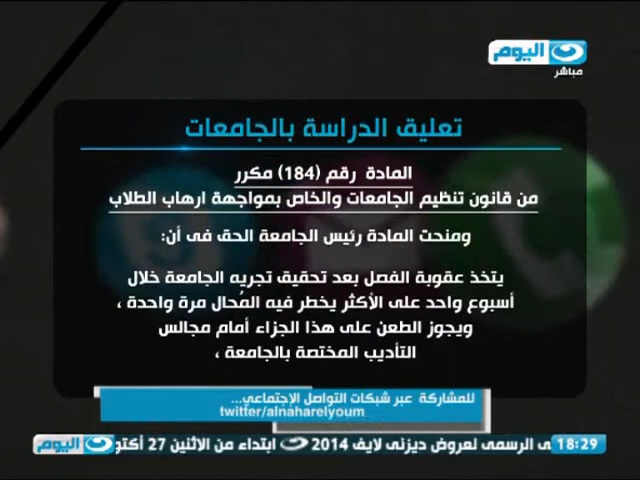 اليوم
مباشر
تعليق الدراسة بالجامعات
المادة رقم (184) مكرر
من قانون تنظيم الجامعات والخاص بمواجهة ارهاب الطلاب
ومنحت المادة رئيس الجامعة الحق فى أن:
يتخذ عقوبة الفصل بعد تحقيق تجريه الجامعة خلال
أسبوع واحد على الأكثر يخطر فيه المُحال مرة واحدة ،
ويجوز الطعن على هذا الجزاء أمام مجالس
التأديب المختصة بالجامعة ،
للمشاركة عبر شبكات التواصل الإجتماعي...
twitter/alnaharelyoum
18:29 ى الرسمى لعروض ديزنى لايف 2014 ابتداء من الأثنين 27 أكتو اليوم